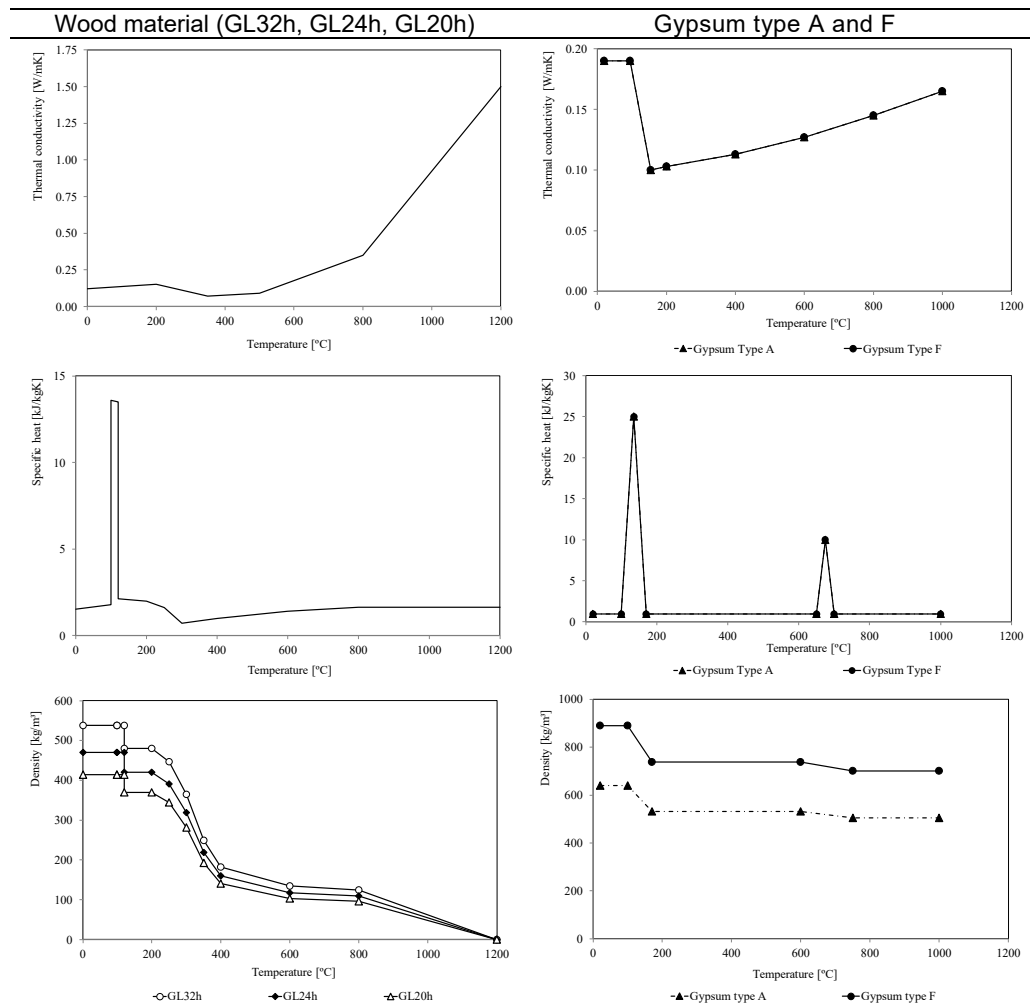 Wood material (GL32h, GL24h, GL20h)
Gypsum type A and F
Thermal conductivity [W/mK]
1.75
1.50
1.25
1.00
0.75
0.50
0.25
0.00
0 200 400 600 800 1000 1200
Temperature [ºC]
Thermal conductivity [W/mK]
0.20
0.15
0.10
0.05
0.00
0 200 400 600 800 1000 1200
Temperature [ºC]
Gypsum Type A Gypsum Type F
Specific heat [kJ/kgK]
15
10
5
0
0 200 400 600 800 1000 1200
Temperature [ºC]
Specific heat [kJ/kgK]
30
25
20
15
10
5
0
0 200 400 600 800 1000 1200
Temperature [ºC]
Gypsum Type A Gypsum Type F
Density [kg/m³]
600
500
400
300
200
100
0
0 200 400 600 800 1000 1200
Temperature [ºC]
GL32h GL24h GL20h
Density [kg/m³]
1000
800
600
400
200
0
0 200 400 600 800 1000 1200
Temperature [ºC]
Gypsum type A Gypsum Type F